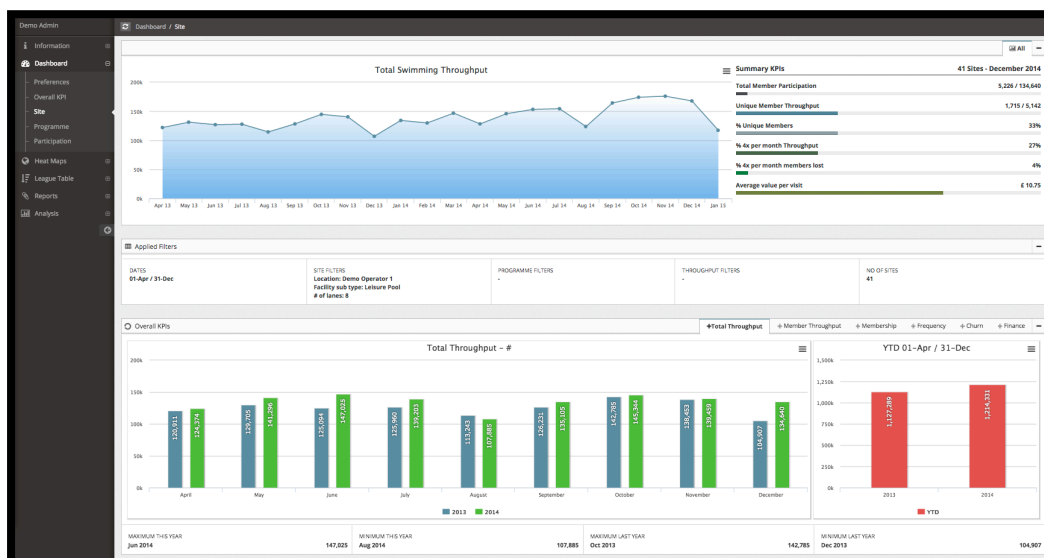 Demo Admin
Information
Dashboard
Preferences
Overall KPI
Site
Programme
Participation
Heat Maps
League Table
Reports
Analysis
Dashboard / Site
All
Total Swimming Throughput
200k
150k
100k
50k
0k
Apr 13 May 13 Jun 13 Jul 13 Aug 13 Sep 13 Oct 13 Nov 13 Dec 13 Jan 14 Feb 14 Mar 14 Apr 14 May 14 Jun 14 Jul 14 Aug 14 Sep 14 Oct 14 Nov 14 Dec 14 Jan 15
Summary KPIs 41 Sites - December 2014
Total Member Participation 5,226 / 134,640
Unique Member Throughput 1,715 / 5,142
% Unique Members 33%
% 4x per month Throughput 27%
% 4x per month members lost 4%
Average value per visit £ 10.75
Applied Filters
DATES
01-Apr / 31-Dec
SITE FILTERS
Location: Demo Operator 1
Facility sub type: Leisure Pool
# of lanes: 8
PROGRAMME FILTERS
-
THROUGHPUT FILTERS
-
NO OF SITES
41
Overall KPIs
+Total Throughput +Member Throughput +Membership +Frequency +Churn +Finance
Total Throughput - #
200k
150k
100k
50k
0k
120,911 124,374 129,705 141,296 125,094 147,025 125,960 139,203 113,243 107,885 126,231 135,105 142,785 145,344 138,453 139,459 104,907 134,640
April May June July August September October November December
2013 2014
YTD 01-Apr / 31-Dec
1,500k
1,250k
1,000k
750k
500k
250k
0k
1,127,289 1,214,331
2013 2014
YTD
MAXIMUM THIS YEAR
Jun 2014 147,025
MINIMUM THIS YEAR
Aug 2014 107,885
MAXIMUM LAST YEAR
Oct 2013 142,785
MINIMUM LAST YEAR
Dec 2013 104,907